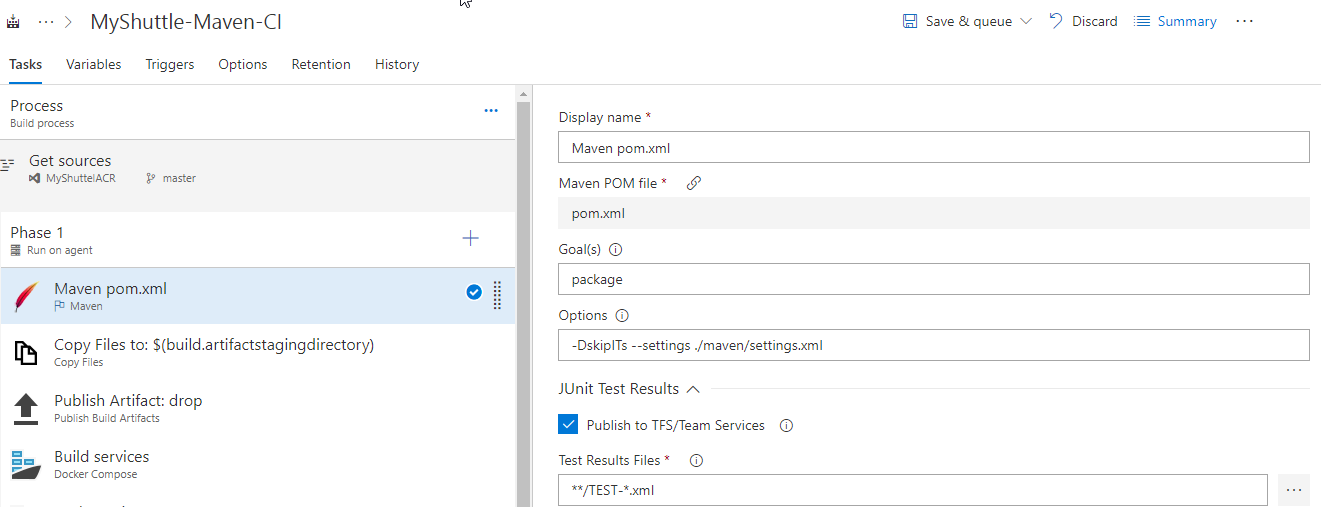 MyShuttle-Maven-CI
Save & queue
Discard
Summary
Tasks
Variables
Triggers
Options
Retention
History
Process
Build process
Get sources
MyShuttelACR
master
Phase 1
Run on agent
Maven pom.xml
Maven
Copy Files to: $(build.artifactstagingdirectory)
Copy Files
Publish Artifact: drop
Publish Build Artifacts
Build services
Docker Compose
Display name *
Maven pom.xml
Maven POM file *
pom.xml
Goal(s)
package
Options
-DskipITs --settings ./maven/settings.xml
JUnit Test Results
Publish to TFS/Team Services
Test Results Files *
**/TEST-*.xml